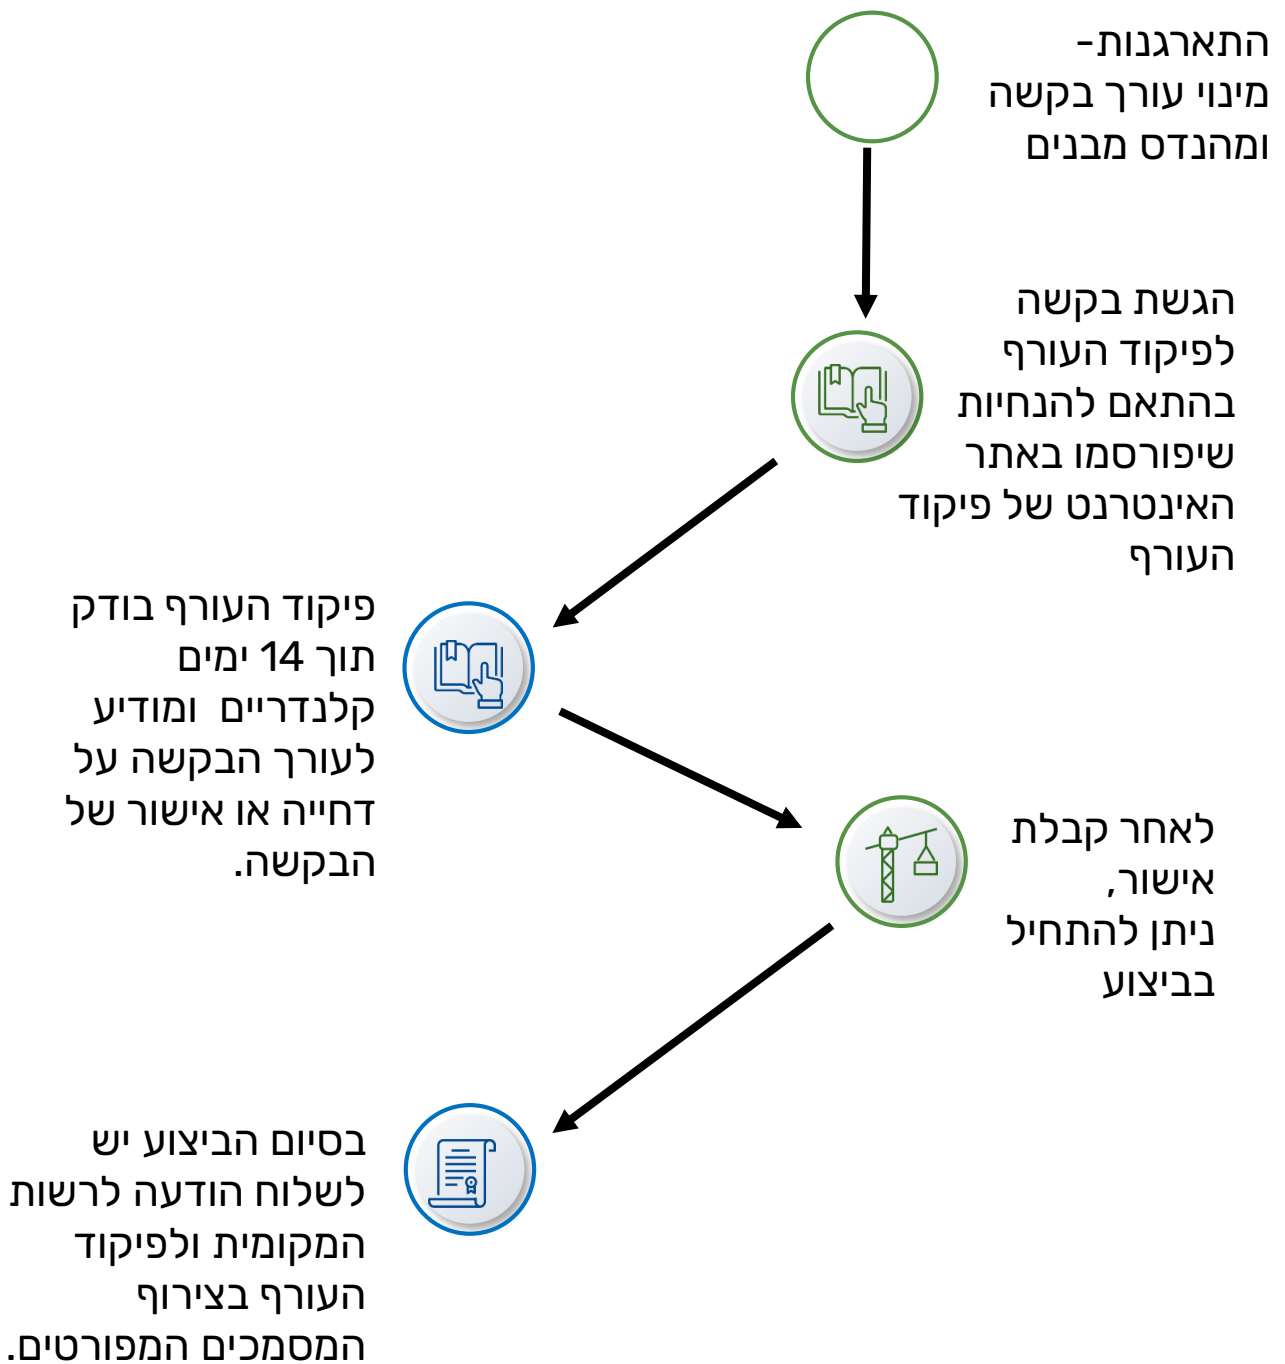 התארגנות-
מינוי עורך בקשה
ומהנדס מבנים
הגשת בקשה
לפיקוד העורף
בהתאם להנחיות
שיפורסמו באתר
האינטרנט של פיקוד
העורף
פיקוד העורף בודק
תוך 14 ימים
קלנדריים  ומודיע
לעורך הבקשה על
דחייה או אישור של
הבקשה.
לאחר קבלת
אישור,
ניתן להתחיל
בביצוע
בסיום הביצוע יש
לשלוח הודעה לרשות
המקומית ולפיקוד
העורף בצירוף
המסמכים המפורטים.